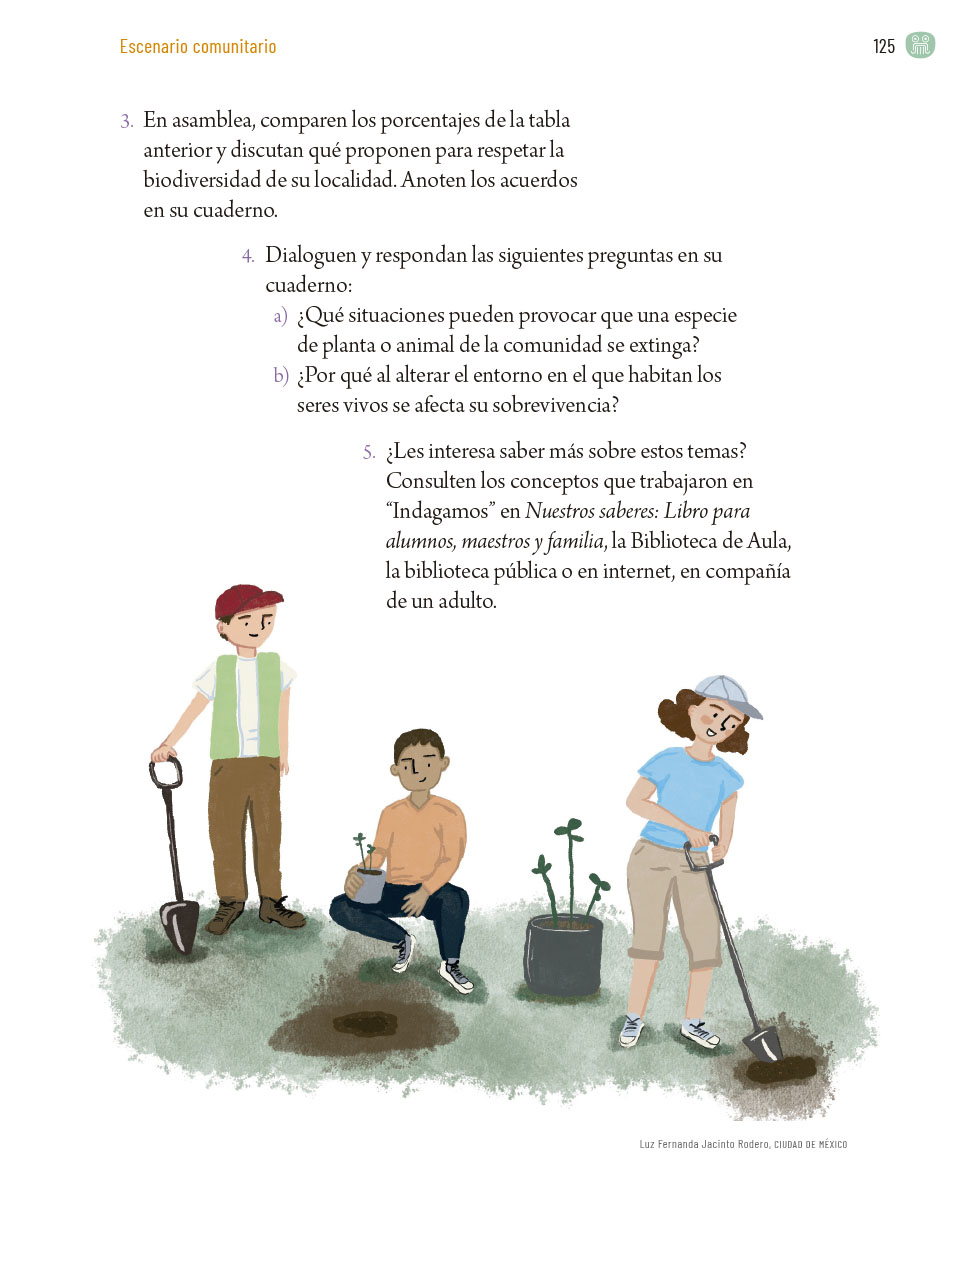 Escenario comunitario
125
3. En asamblea, comparen los porcentajes de la tabla
anterior y discutan qué proponen para respetar la
biodiversidad de su localidad. Anoten los acuerdos
en su cuaderno.
4. Dialoguen y respondan las siguientes preguntas en su
cuaderno:
a) ¿Qué situaciones pueden provocar que una especie
de planta o animal de la comunidad se extinga?
b) ¿Por qué al alterar el entorno en el que habitan los
seres vivos se afecta su sobrevivencia?
5. ¿Les interesa saber más sobre estos temas?
Consulten los conceptos que trabajaron en
“Indagamos” en Nuestros saberes: Libro para
alumnos, maestros y familia, la Biblioteca de Aula,
la biblioteca pública o en internet, en compañía
de un adulto.
Luz Fernanda Jacinto Rodero, CIUDAD DE MÉXICO